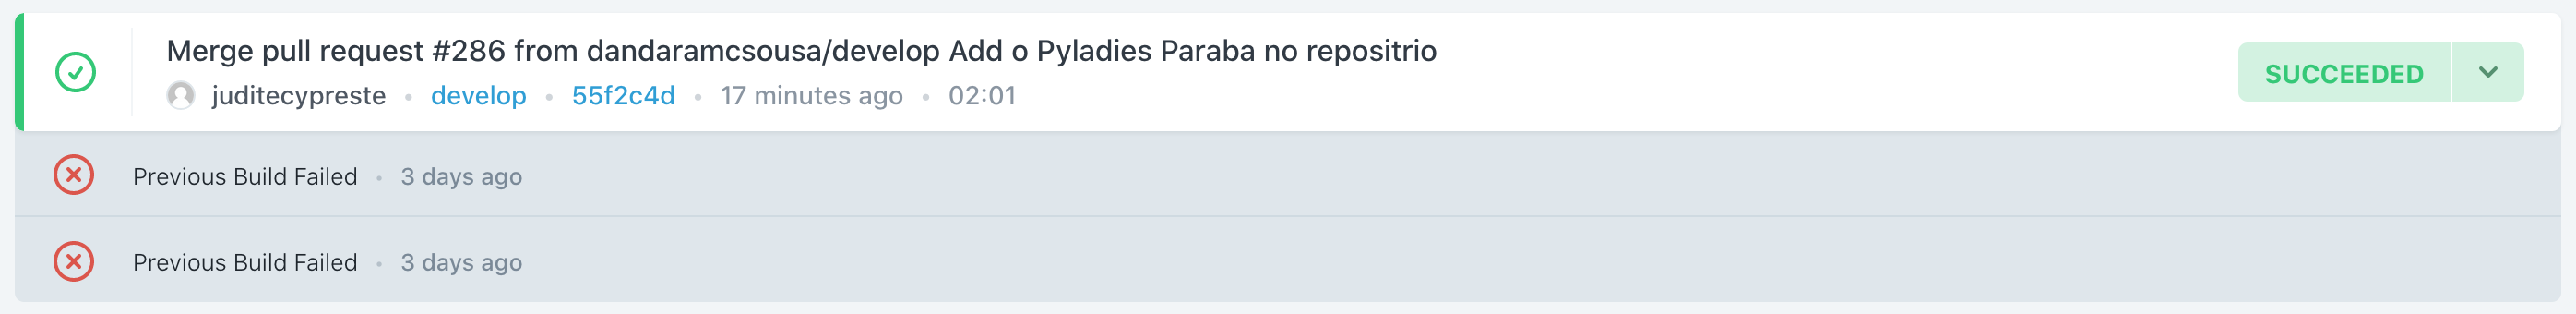 Merge pull request #286 from dandaramcsousa/develop Add o Pyladies Paraba no repositrio
juditecypreste • develop • 55f2c4d • 17 minutes ago • 02:01
SUCCEEDED
Previous Build Failed • 3 days ago
Previous Build Failed • 3 days ago